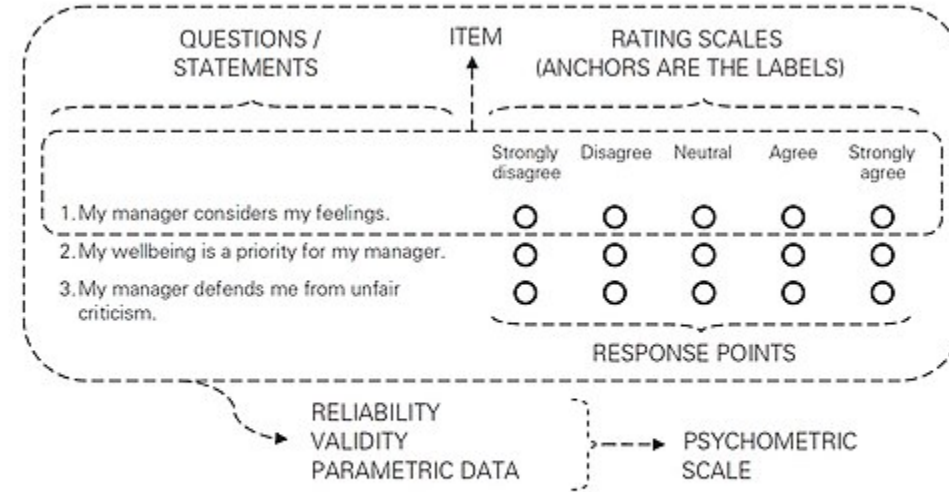 QUESTIONS /
STATEMENTS
ITEM
RATING SCALES
(ANCHORS ARE THE LABELS)
Strongly
disagree
Disagree
Neutral
Agree
Strongly
agree
1. My manager considers my feelings.
2. My wellbeing is a priority for my manager.
3. My manager defends me from unfair
criticism.
RESPONSE POINTS
RELIABILITY
VALIDITY
PARAMETRIC DATA
PSYCHOMETRIC
SCALE